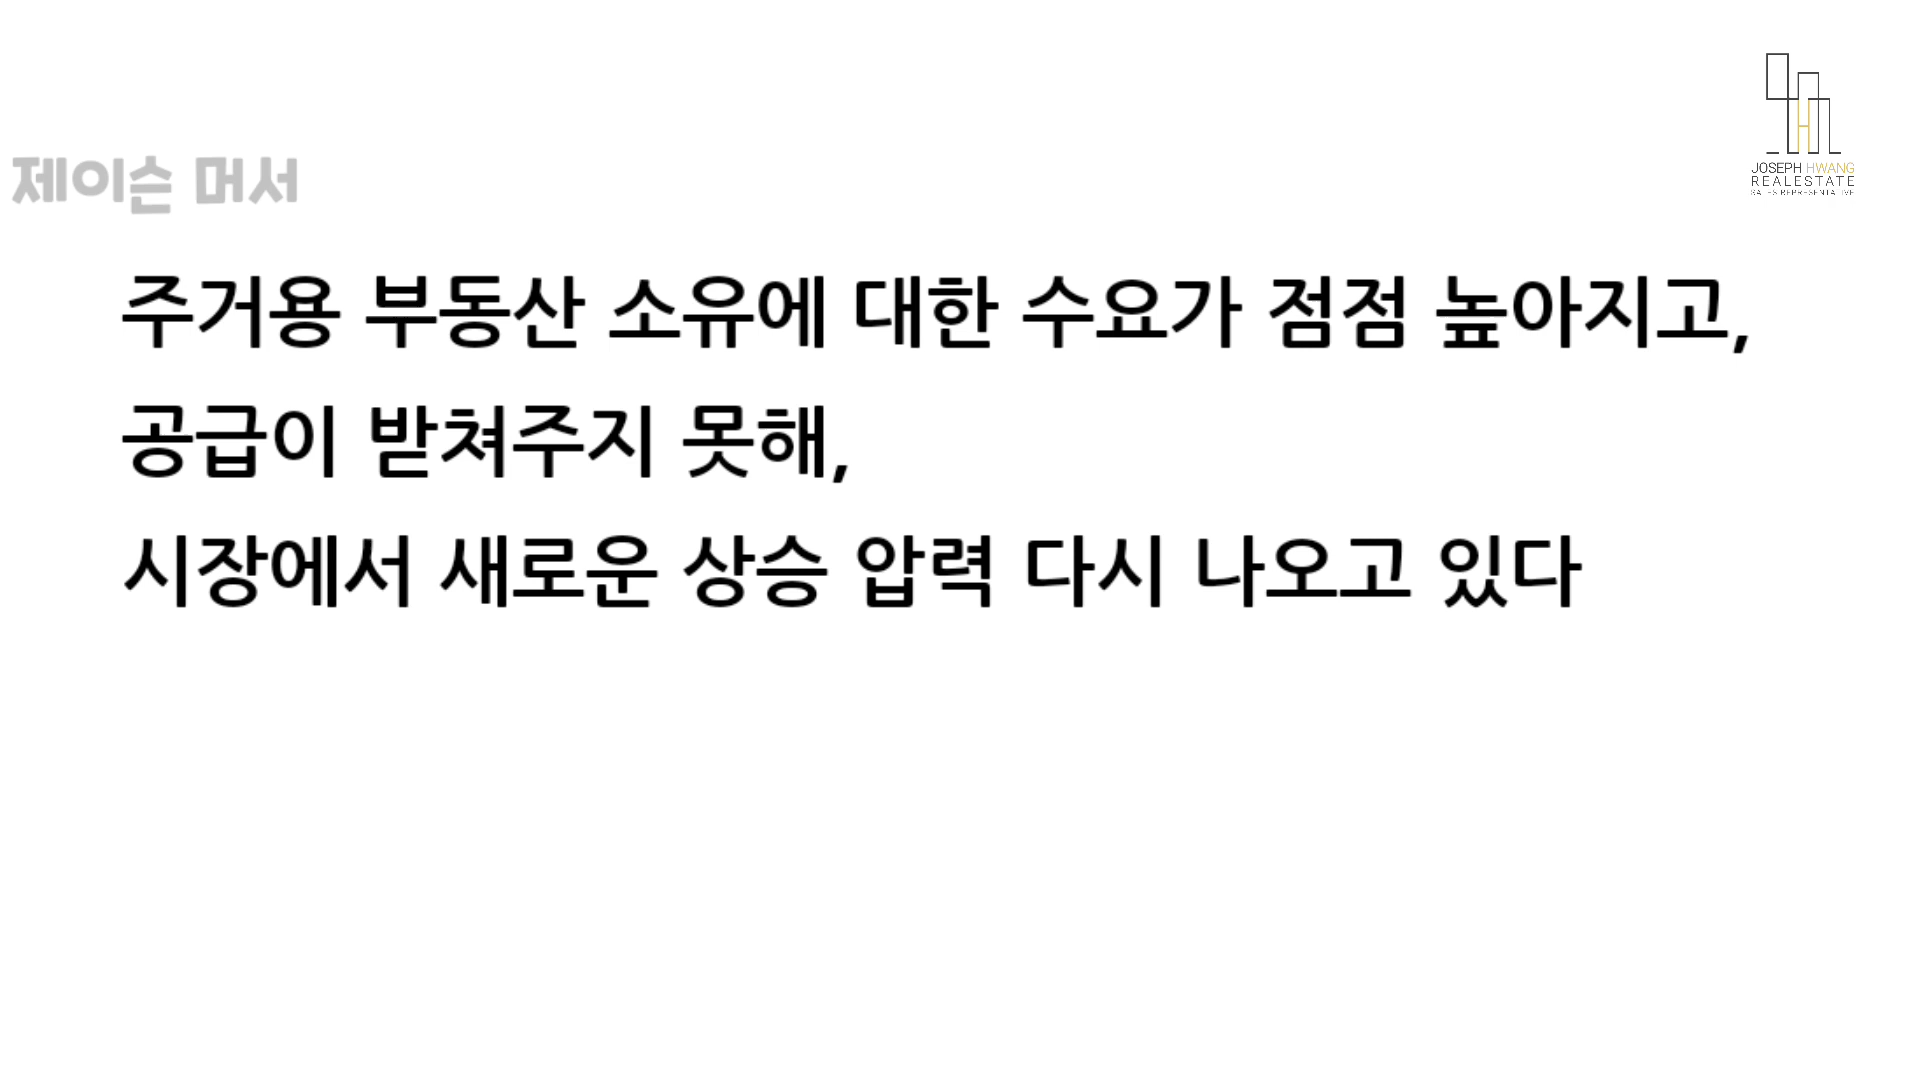 JOSEPH HWANG
REALESTATE
SALES REPRESENTATIVE
제이슨 머서
주거용 부동산 소유에 대한 수요가 점점 높아지고,
공급이 받쳐주지 못해,
시장에서 새로운 상승 압력 다시 나오고 있다